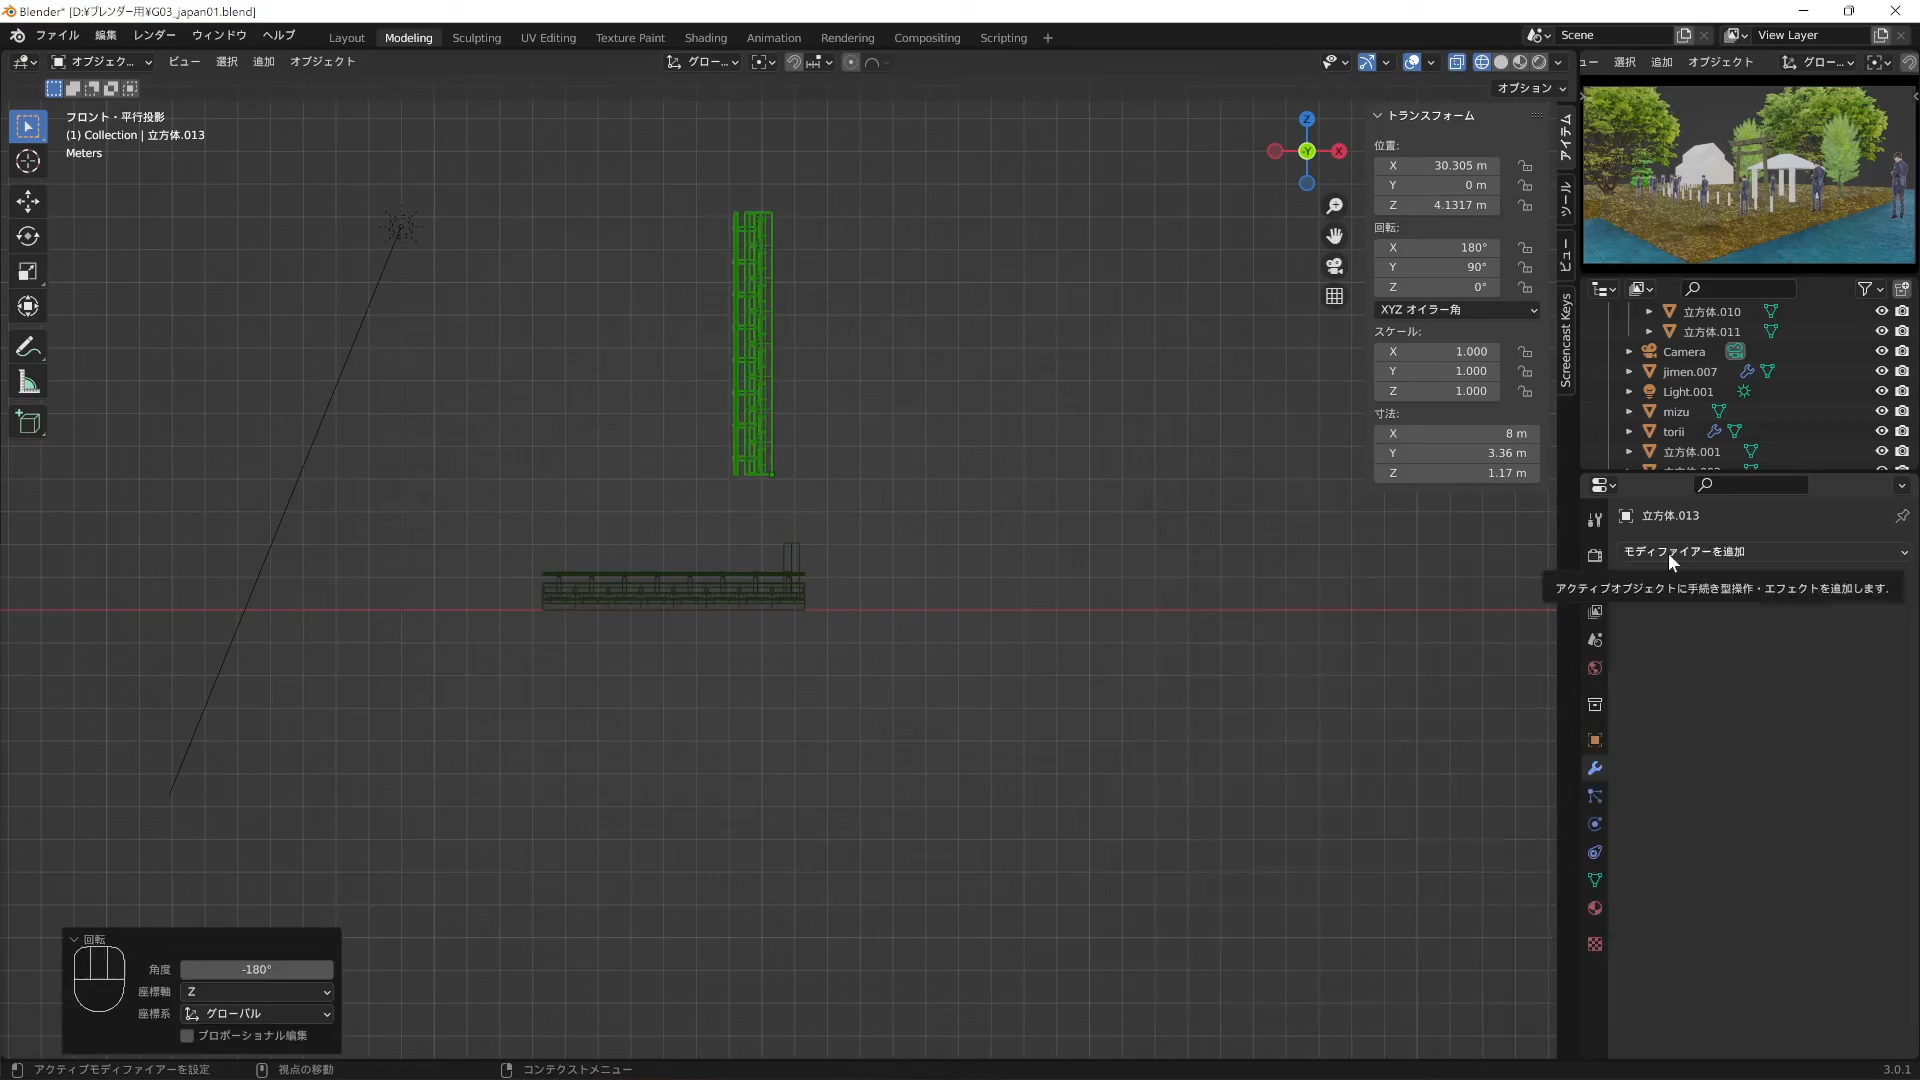 Blender* [D:¥ブレンダー用¥G03_japan01.blend]
ファイル 編集 レンダー ウィンドウ ヘルプ Layout Modeling Sculpting UV Editing Texture Paint Shading Animation Rendering Compositing Scripting + Scene View Layer
オブジェク... ビュー 選択 追加 オブジェクト グロー... ュー 選択 追加 オブジェクト グロー...
オプション
フロント・平行投影
(1) Collection | 立方体.013
Meters
Z
Y
X
トランスフォーム
位置:
X 30.305 m
Y 0 m
Z 4.1317 m
回転:
X 180°
Y 90°
Z 0°
XYZ オイラー角
スケール:
X 1.000
Y 1.000
Z 1.000
寸法:
X 8 m
Y 3.36 m
Z 1.17 m
アイテム
ツール
ビュー
Screencast Keys
立方体.010
立方体.011
Camera
jimen.007
Light.001
mizu
torii
立方体.001
立方体.013
モディファイアーを追加
アクティブオブジェクトに手続き型操作・エフェクトを追加します.
回転
角度 -180°
座標軸 Z
座標系 グローバル
プロポーショナル編集
アクティブモディファイアーを設定 視点の移動 コンテクストメニュー 3.0.1